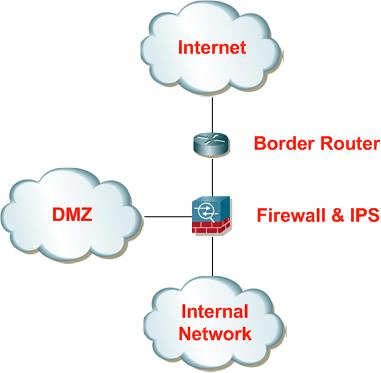 Internet
Border Router
DMZ
Firewall & IPS
Internal
Network